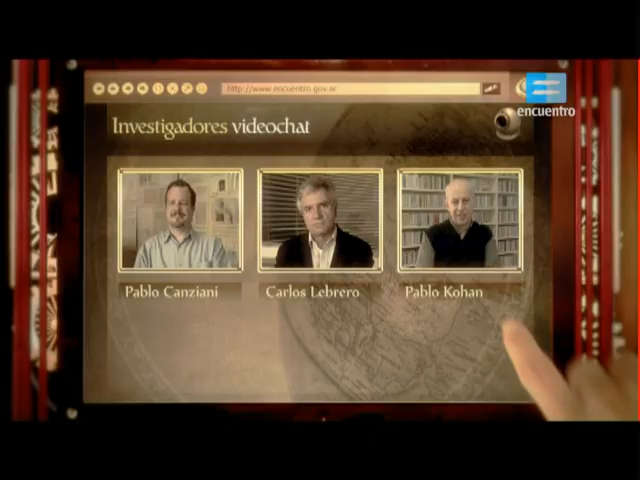 http://www.encuentro.gov.ar
encuentro
Investigadores videochat
Pablo Canziani
Carlos Lebrero
Pablo Kohan